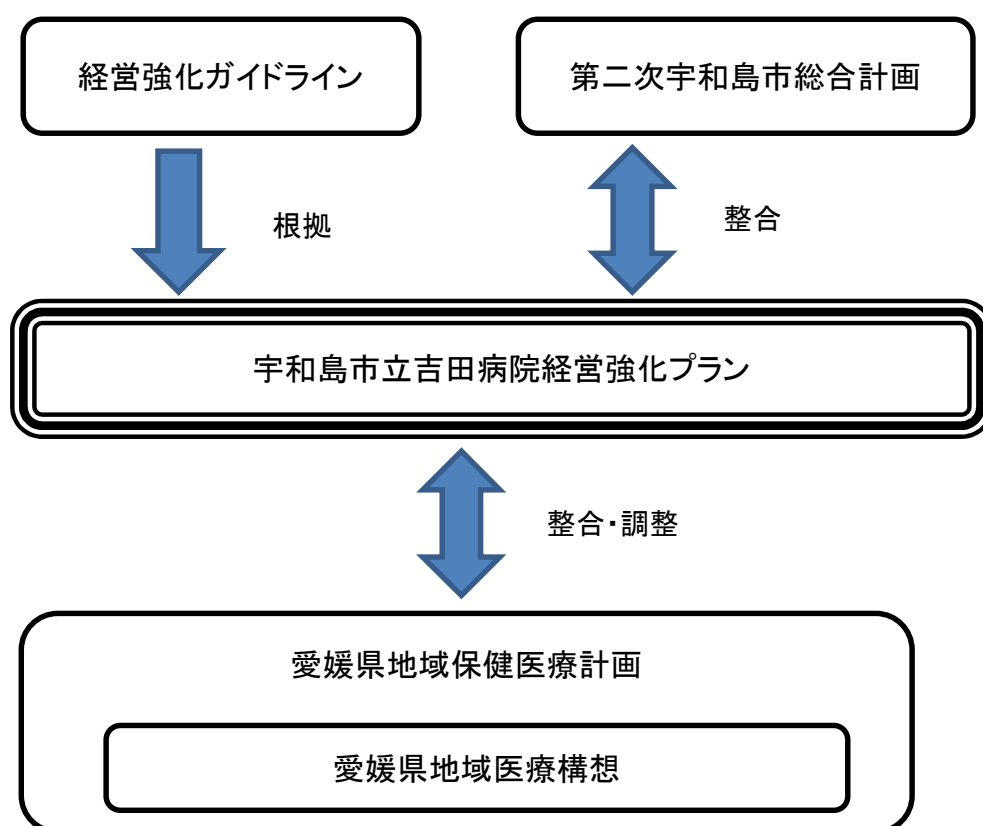 経営強化ガイドライン
第二次宇和島市総合計画
根拠
整合
宇和島市立吉田病院経営強化プラン
整合・調整
愛媛県地域保健医療計画
愛媛県地域医療構想